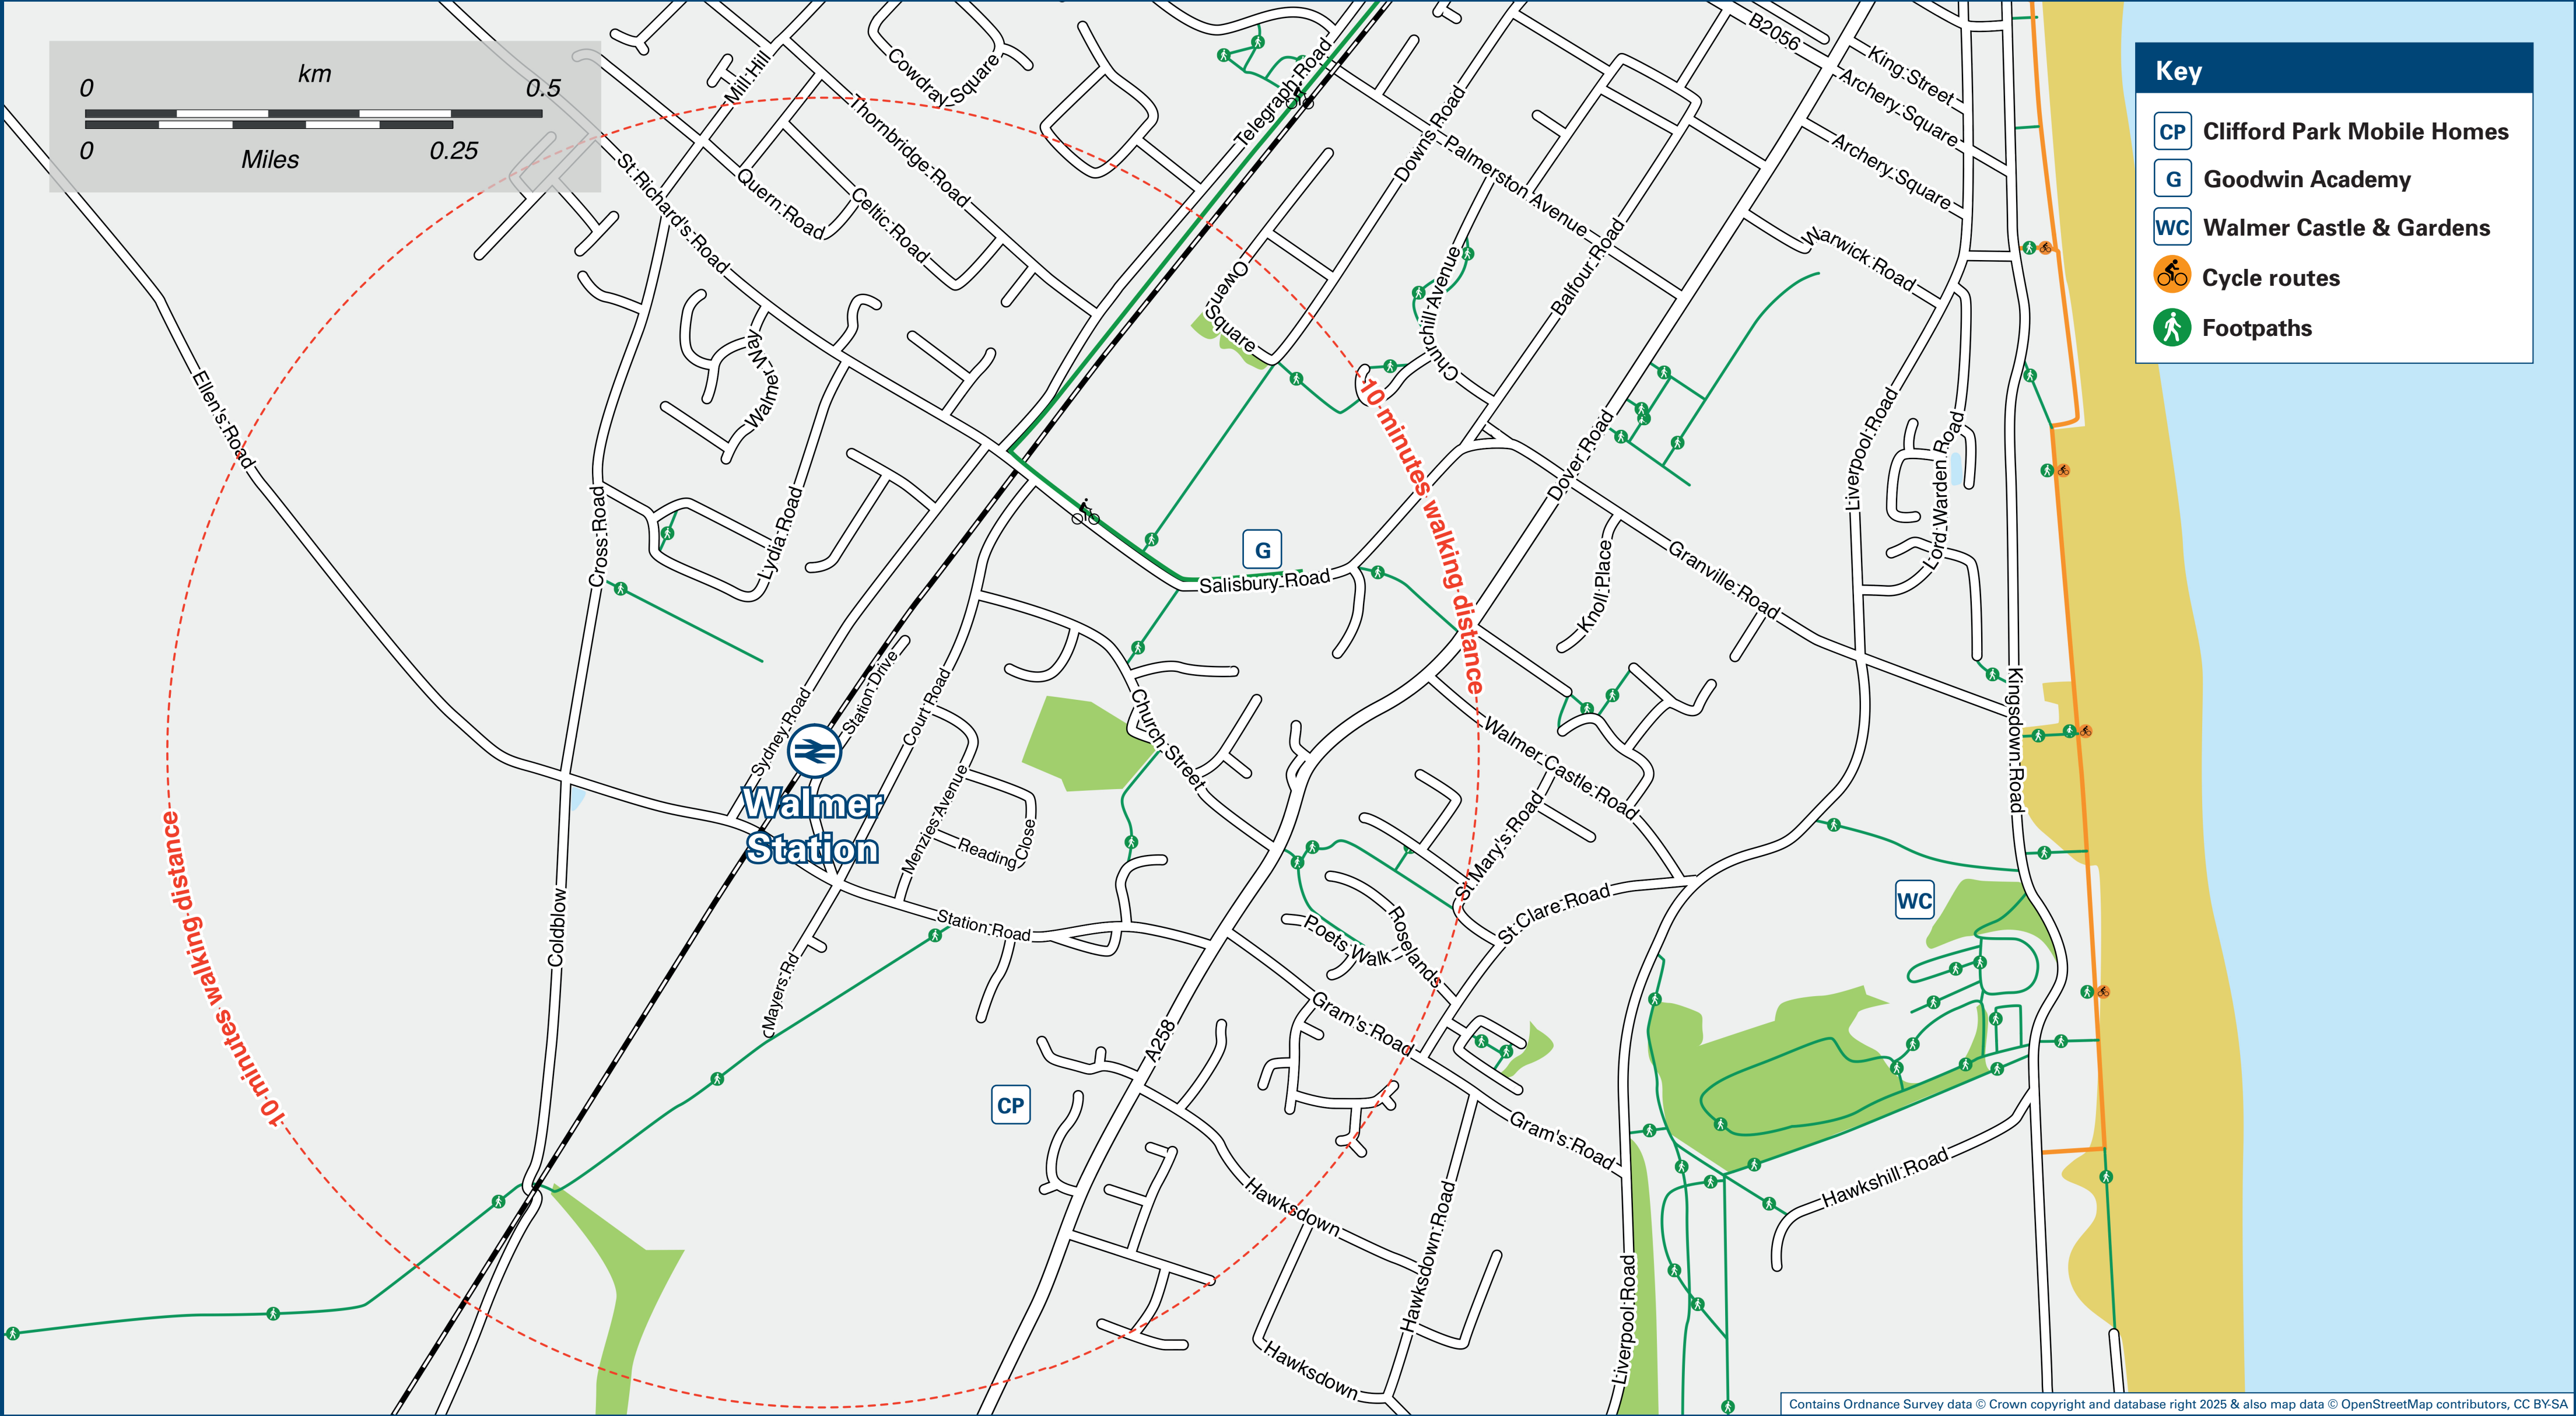 km
0 0.5
0 0.25
Miles
Key
CP Clifford Park Mobile Homes
G Goodwin Academy
WC Walmer Castle & Gardens
Cycle routes
Footpaths
B2056
King Street
Archery Square
Archery Square
Mill Hill
Cowdray Square
Telegraph Road
Thornbridge Road
Downs Road
Palmerston Avenue
St Richard's Road
Quern Road
Celtic Road
Warwick Road
Owen Square
Churchill Avenue
Balfour Road
Ellen's Road
Walmer Way
10 minutes walking distance
Dover Road
Liverpool Road
Lord Warden Road
Cross Road
Lydia Road
G
Salisbury Road
Knoll Place
Granville Road
Sydney Road
Station Drive
Court Road
Church Street
Walmer Castle Road
Kingsdown Road
Walmer
Station
Menzies Avenue
Reading Close
St Mary's Road
10 minutes walking distance
Coldblow
Station Road
Poets Walk
Roselands
St Clare Road
WC
Mayers Rd
A258
Gram's Road
CP
Gram's Road
Hawksdown
Hawksdown Road
Hawkshill Road
Liverpool Road
Hawksdown
Contains Ordnance Survey data © Crown copyright and database right 2025 & also map data © OpenStreetMap contributors, CC BY-SA